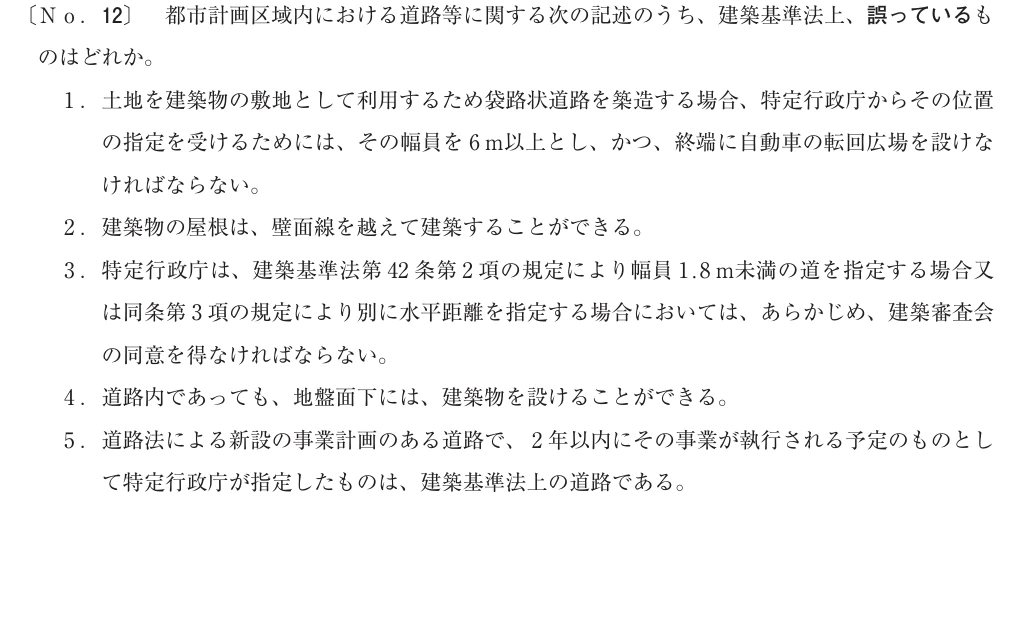 〔No. 12〕 都市計画区域内における道路等に関する次の記述のうち、建築基準法上、誤っているも
のはどれか。
1. 土地を建築物の敷地として利用するため袋路状道路を築造する場合、特定行政庁からその位置
の指定を受けるためには、その幅員を6m以上とし、かつ、終端に自動車の転回広場を設けな
ければならない。
2. 建築物の屋根は、壁面線を越えて建築することができる。
3. 特定行政庁は、建築基準法第42条第2項の規定により幅員1.8m未満の道を指定する場合又
は同条第3項の規定により別に水平距離を指定する場合においては、あらかじめ、建築審査会
の同意を得なければならない。
4. 道路内であっても、地盤面下には、建築物を設けることができる。
5. 道路法による新設の事業計画のある道路で、2年以内にその事業が執行される予定のものとし
て特定行政庁が指定したものは、建築基準法上の道路である。